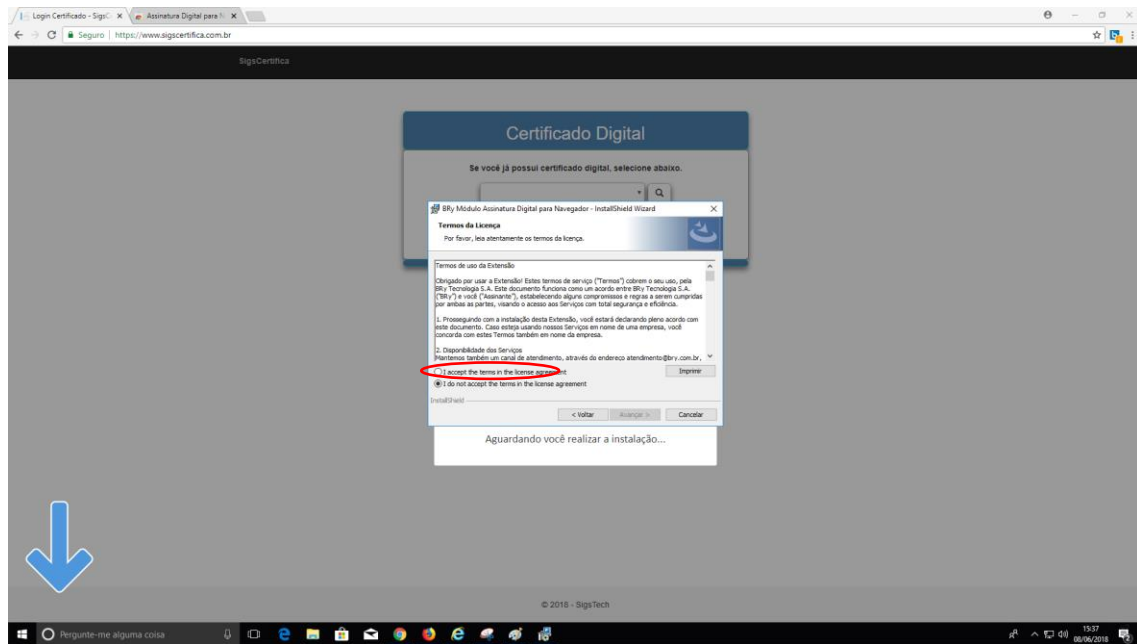 Login Certificado - SigsC
Assinatura Digital para N
Seguro | https://www.sigscertifica.com.br
SigsCertifica
Certificado Digital
Se você já possui certificado digital, selecione abaixo.
BRy Módulo Assinatura Digital para Navegador - InstallShield Wizard
Termos da Licença
Por favor, leia atentamente os termos da licença.
Termos de uso da Extensão
Obrigado por usar a Extensão! Estes termos de serviço ("Termos") cobrem o seu uso, pela
BRy Tecnologia S.A. Este documento funciona como um acordo entre BRy Tecnologia S.A.
("BRy") e você ("Assinante"), estabelecendo alguns compromissos e regras a serem cumpridas
por ambas as partes, visando o acesso aos Serviços com total segurança e eficiência.
1. Prosseguindo com a instalação desta Extensão, você estará declarando pleno acordo com
este documento. Caso esteja usando nossos Serviços em nome de uma empresa, você
concorda com estes Termos também em nome da empresa.
2. Disponibilidade dos Serviços
Mantemos também um canal de atendimento, através do endereço atendimento@bry.com.br,
I accept the terms in the license agreement
Imprimir
I do not accept the terms in the license agreement
InstallShield
< Voltar
Avançar >
Cancelar
Aguardando você realizar a instalação...
© 2018 - SigsTech
Pergunte-me alguma coisa
15:37
08/06/2018